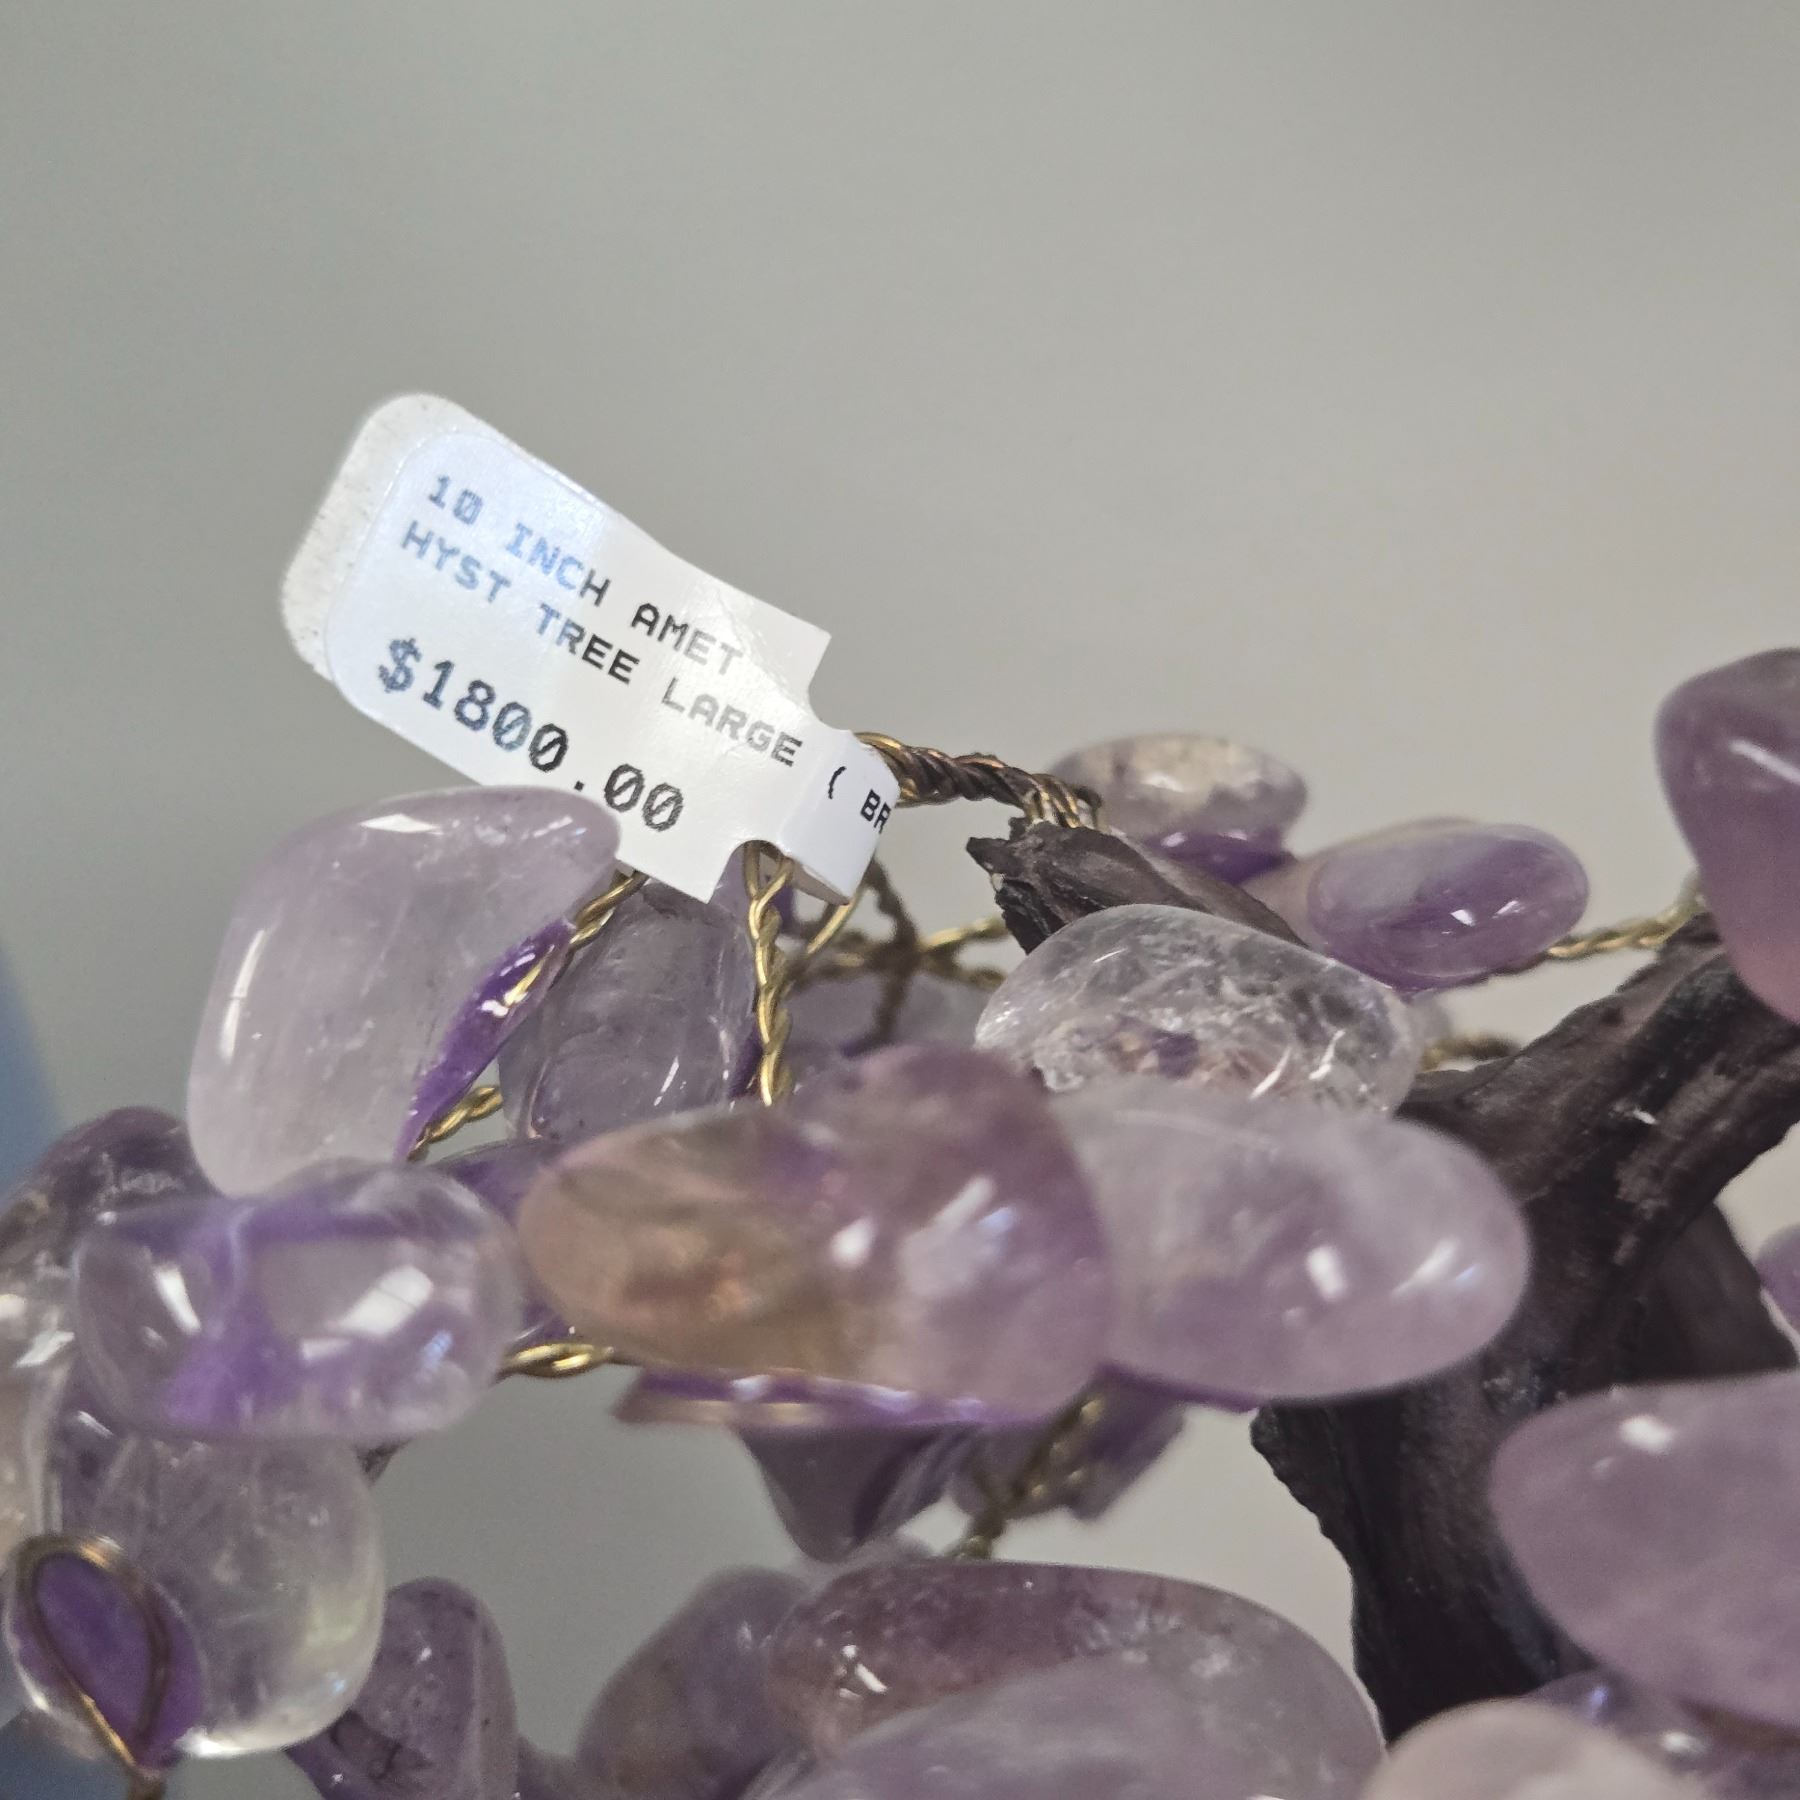 10 INCH AMET
HYST TREE LARGE ( BR
$1800.00